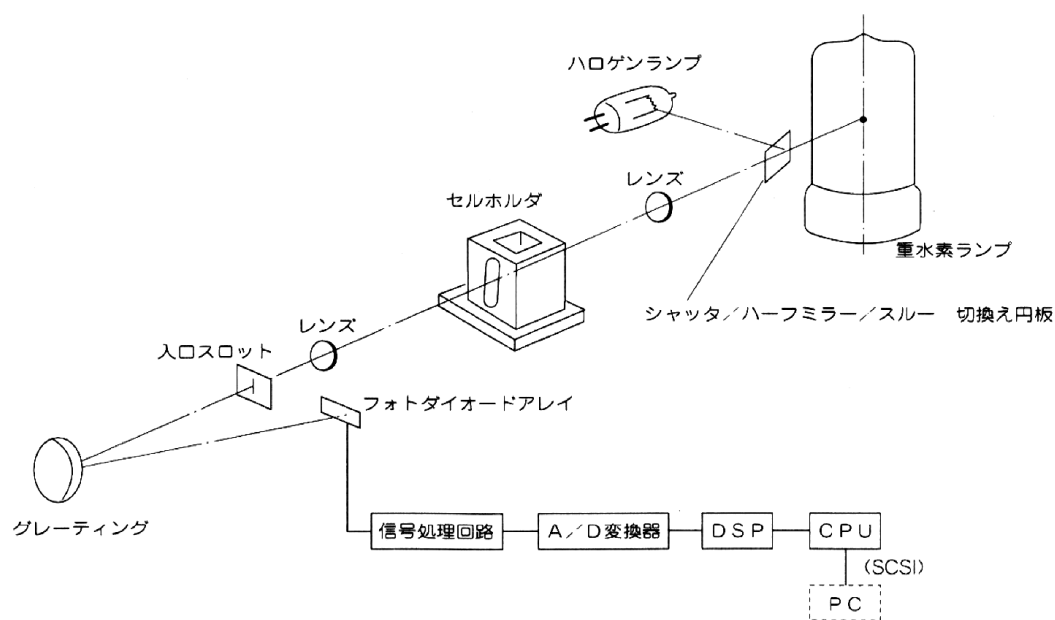 ハロゲンランプ
レンズ
セルホルダ
重水素ランプ
シャッタ／ハーフミラー／スルー　切換え円板
レンズ
入口スロット
フォトダイオードアレイ
グレーティング
信号処理回路
A／D変換器
DSP
CPU
(SCSI)
PC